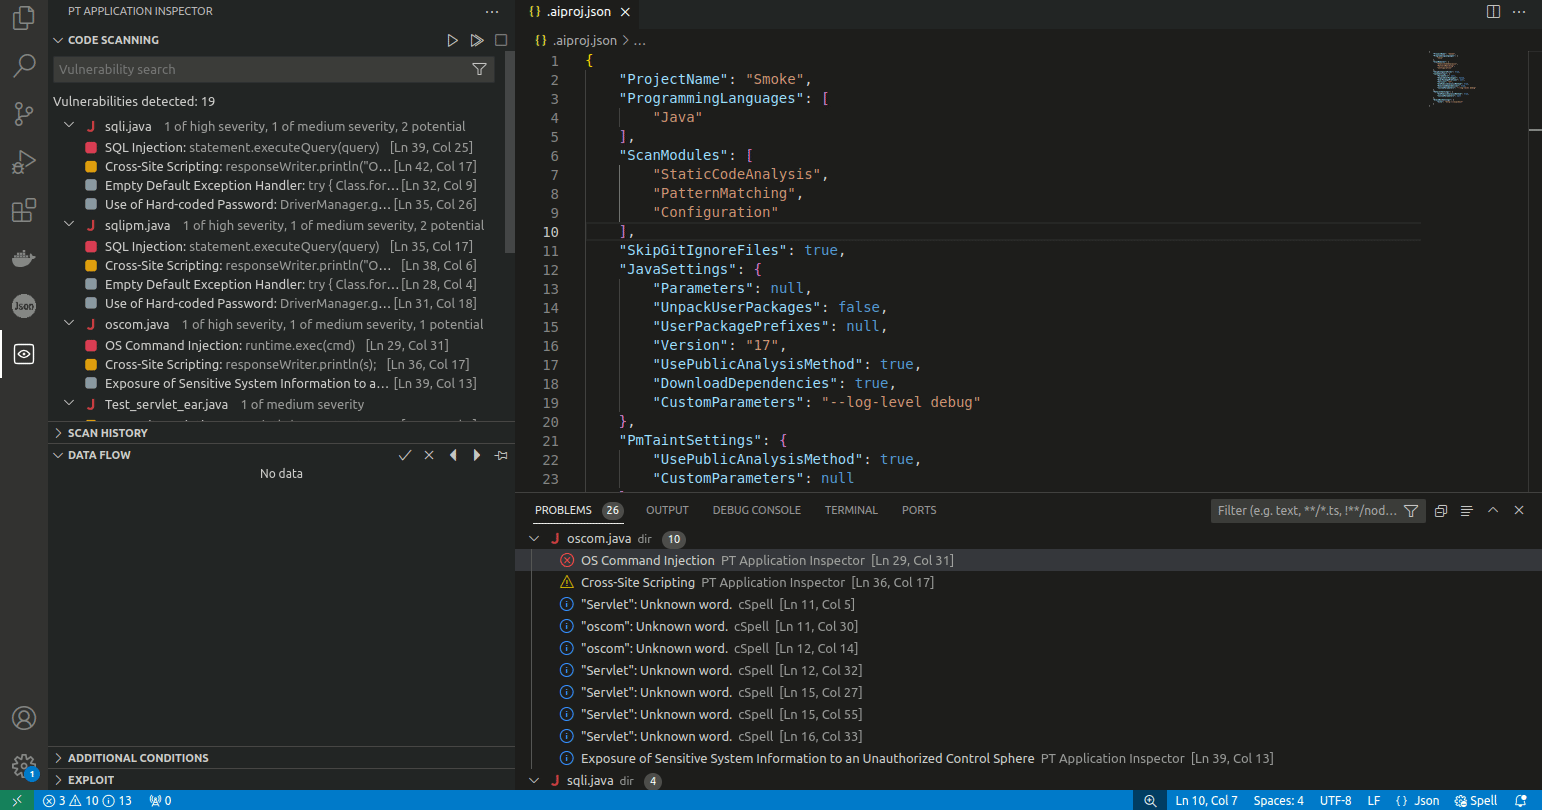 PT APPLICATION INSPECTOR
CODE SCANNING
Vulnerability search
Vulnerabilities detected: 19
sqli.java 1 of high severity, 1 of medium severity, 2 potential
SQL Injection: statement.executeQuery(query) [Ln 39, Col 25]
Cross-Site Scripting: responseWriter.println("O... [Ln 42, Col 17]
Empty Default Exception Handler: try { Class.for... [Ln 32, Col 9]
Use of Hard-coded Password: DriverManager.g... [Ln 35, Col 26]
sqlipm.java 1 of high severity, 1 of medium severity, 2 potential
SQL Injection: statement.executeQuery(query) [Ln 35, Col 17]
Cross-Site Scripting: responseWriter.println("O... [Ln 38, Col 6]
Empty Default Exception Handler: try { Class.for... [Ln 28, Col 4]
Use of Hard-coded Password: DriverManager.g... [Ln 31, Col 18]
oscom.java 1 of high severity, 1 of medium severity, 1 potential
OS Command Injection: runtime.exec(cmd) [Ln 29, Col 31]
Cross-Site Scripting: responseWriter.println(s); [Ln 36, Col 17]
Exposure of Sensitive System Information to a... [Ln 39, Col 13]
Test_servlet_ear.java 1 of medium severity
SCAN HISTORY
DATA FLOW
No data
ADDITIONAL CONDITIONS
EXPLOIT
Json
1
{} .aiproj.json
{} .aiproj.json > ...
1 {
2 "ProjectName": "Smoke",
3 "ProgrammingLanguages": [
4 "Java"
5 ],
6 "ScanModules": [
7 "StaticCodeAnalysis",
8 "PatternMatching",
9 "Configuration"
10 ],
11 "SkipGitIgnoreFiles": true,
12 "JavaSettings": {
13 "Parameters": null,
14 "UnpackUserPackages": false,
15 "UserPackagePrefixes": null,
16 "Version": "17",
17 "UsePublicAnalysisMethod": true,
18 "DownloadDependencies": true,
19 "CustomParameters": "--log-level debug"
20 },
21 "PmTaintSettings": {
22 "UsePublicAnalysisMethod": true,
23 "CustomParameters": null
PROBLEMS 26 OUTPUT DEBUG CONSOLE TERMINAL PORTS Filter (e.g. text, **/*.ts, !**/nod...
oscom.java dir 10
OS Command Injection PT Application Inspector [Ln 29, Col 31]
Cross-Site Scripting PT Application Inspector [Ln 36, Col 17]
"Servlet": Unknown word. cSpell [Ln 11, Col 5]
"oscom": Unknown word. cSpell [Ln 11, Col 30]
"oscom": Unknown word. cSpell [Ln 12, Col 14]
"Servlet": Unknown word. cSpell [Ln 12, Col 32]
"Servlet": Unknown word. cSpell [Ln 15, Col 27]
"Servlet": Unknown word. cSpell [Ln 15, Col 55]
"Servlet": Unknown word. cSpell [Ln 16, Col 33]
Exposure of Sensitive System Information to an Unauthorized Control Sphere PT Application Inspector [Ln 39, Col 13]
sqli.java dir 4
3 10 13 0 Ln 10, Col 7 Spaces: 4 UTF-8 LF {} Json Spell